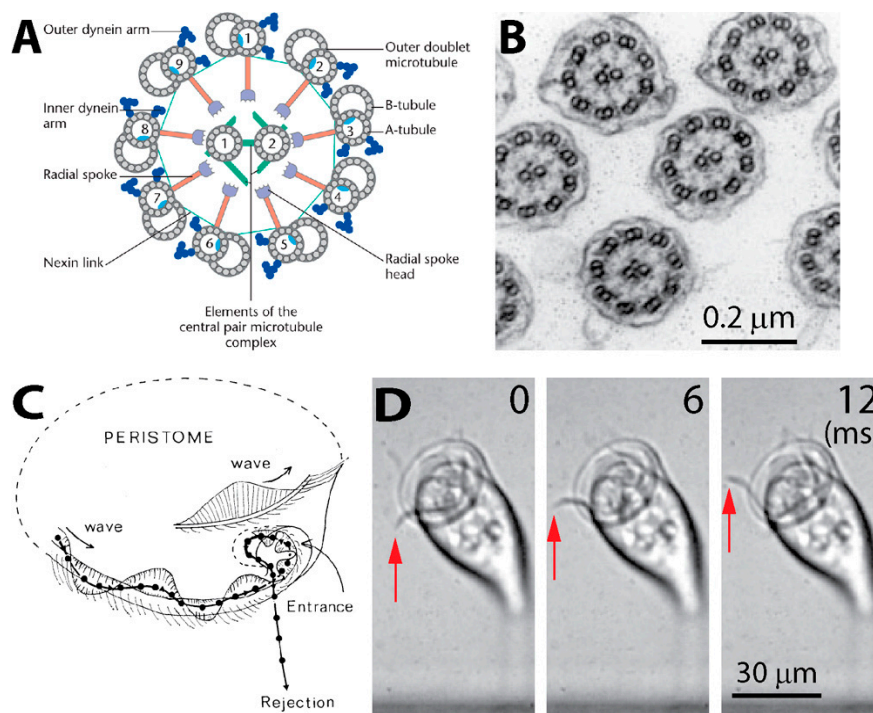 A
Outer dynein arm
Inner dynein
arm
Radial spoke
Nexin link
Outer doublet
microtubule
B-tubule
A-tubule
Radial spoke
head
Elements of the
central pair microtubule
complex
1
2
3
4
5
6
7
8
9
1
2
B
0.2 μm
C
PERISTOME
wave
wave
Entrance
Rejection
D
0
6
12
(ms
30 μm